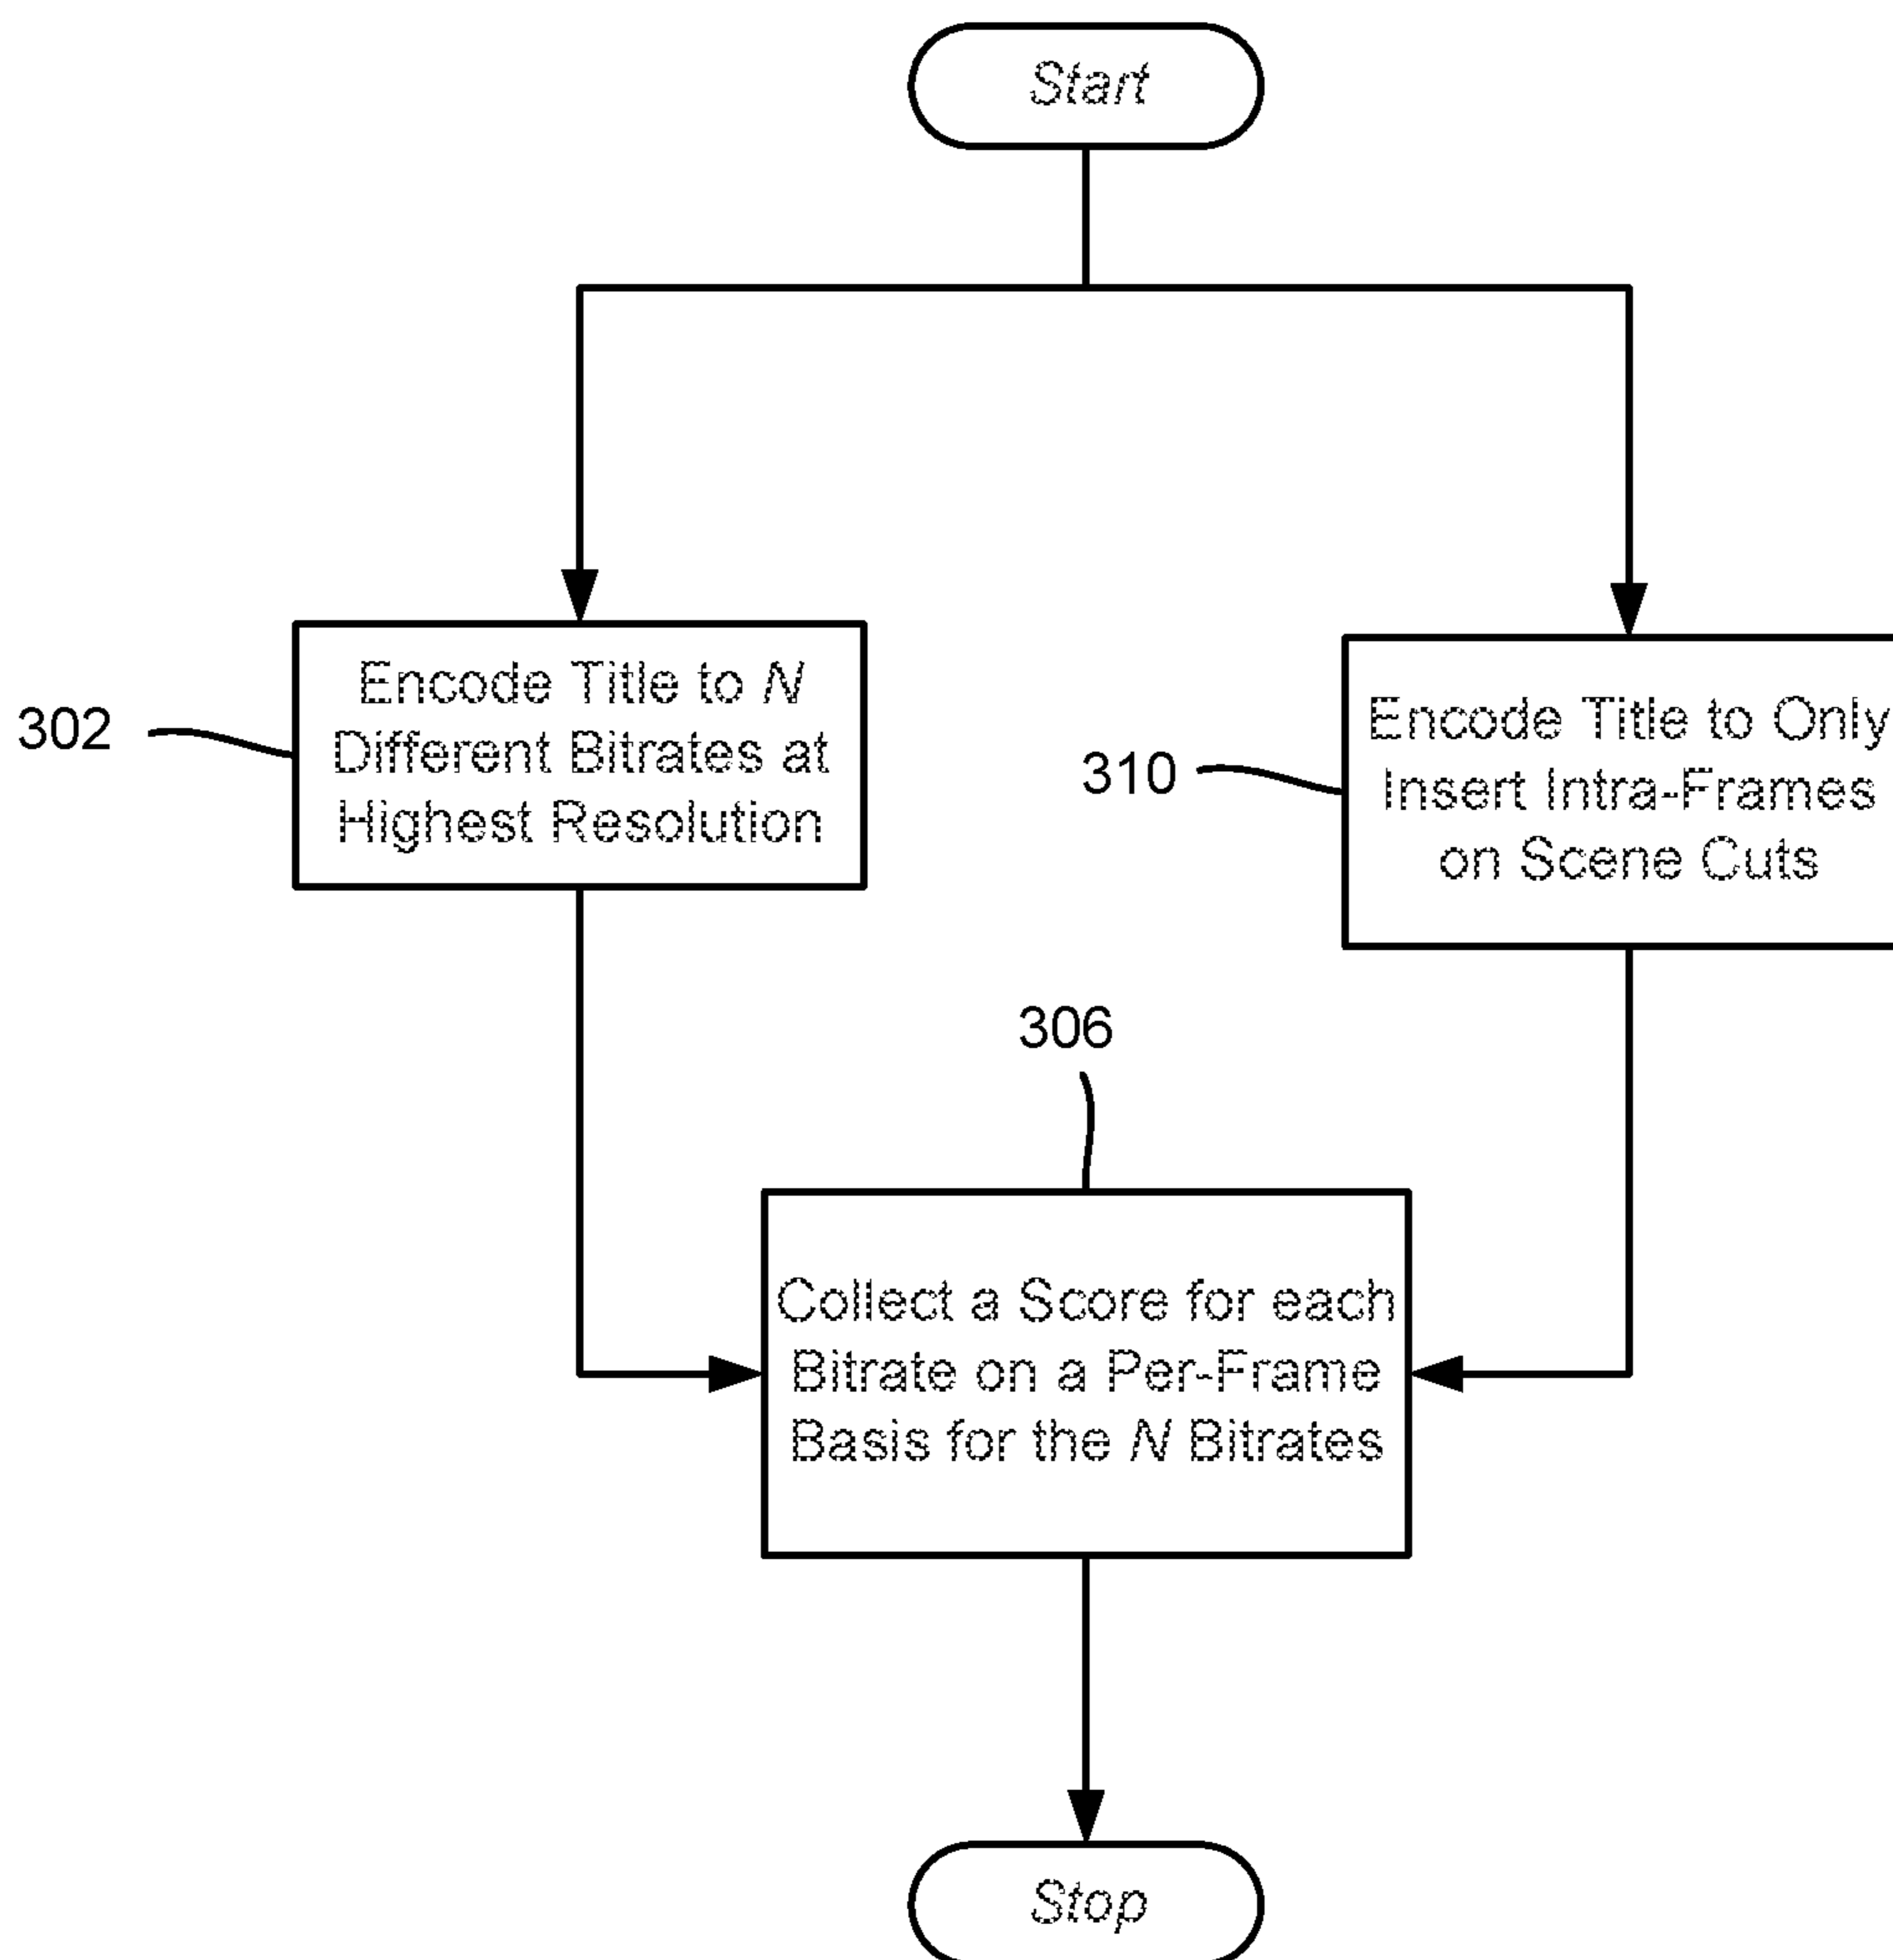 Start
302
Encode Title to N
Different Bitrates at
Highest Resolution
310
Encode Title to Only
Insert Intra-Frames
on Scene Cuts
306
Collect a Score for each
Bitrate on a Per-Frame
Basis for the N Bitrates
Stop